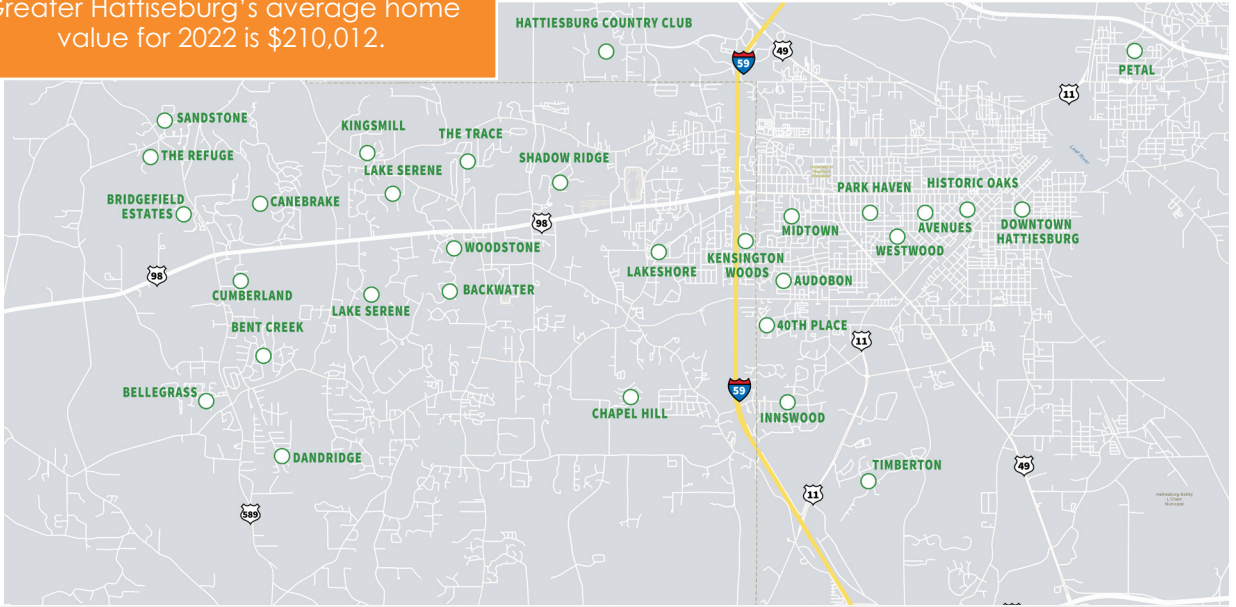 Greater Hattiseburg's average home
value for 2022 is $210,012.
HATTIESBURG COUNTRY CLUB
59
49
PETAL
11
SANDSTONE
KINGSMILL
THE TRACE
THE REFUGE
LAKE SERENE
SHADOW RIDGE
Leaf River
BRIDGEFIELD
ESTATES
CANEBRAKE
PARK HAVEN
HISTORIC OAKS
98
MIDTOWN
AVENUES
DOWNTOWN
HATTIESBURG
WESTWOOD
WOODSTONE
LAKESHORE
KENSINGTON
WOODS
98
CUMBERLAND
BACKWATER
AUDOBON
LAKE SERENE
BENT CREEK
40TH PLACE
11
BELLEGRASS
59
CHAPEL HILL
INNSWOOD
DANDRIDGE
TIMBERTON
49
11
589